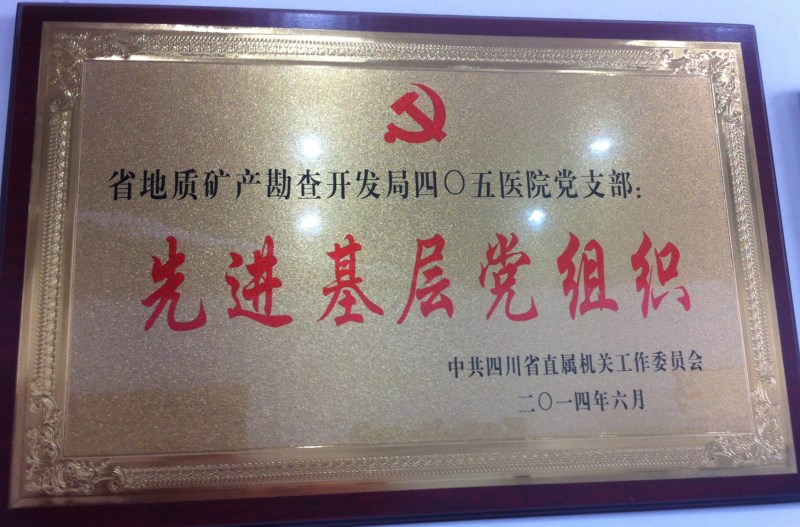 省地质矿产勘查开发局四〇五医院党支部：
先进基层党组织
中共四川省直属机关工作委员会
二〇一四年六月